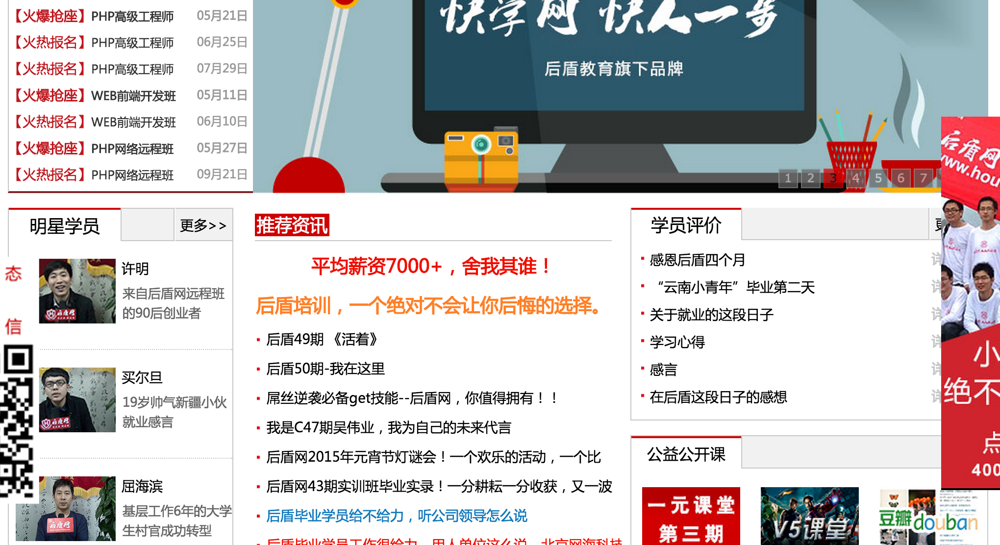 【火爆抢座】PHP高级工程师 05月21日
【火热报名】PHP高级工程师 06月25日
【火热报名】PHP高级工程师 07月29日
【火爆抢座】WEB前端开发班 05月11日
【火热报名】WEB前端开发班 06月10日
【火爆抢座】PHP网络远程班 05月27日
【火热报名】PHP网络远程班 09月21日
快学网 快人一步
后盾教育旗下品牌
1 2 3 4 5 6 7
后盾网
www.hou
小
绝不
点
400
态
信
明星学员 更多>>
许明
来自后盾网远程班
的90后创业者
买尔旦
19岁帅气新疆小伙
就业感言
屈海滨
基层工作6年的大学
生村官成功转型
后盾网
后盾网
后盾网
推荐资讯
平均薪资7000+，舍我其谁！
后盾培训，一个绝对不会让你后悔的选择。
后盾49期 《活着》
后盾50期-我在这里
屌丝逆袭必备get技能--后盾网，你值得拥有！！
我是C47期吴伟业，我为自己的未来代言
后盾网2015年元宵节灯谜会！一个欢乐的活动，一个比
后盾网43期实训班毕业实录！一分耕耘一分收获，又一波
后盾毕业学员给不给力，听公司领导怎么说
后盾毕业学员工作很给力，用人单位这么说，北京网海科技
学员评价
感恩后盾四个月 详
“云南小青年”毕业第二天 详
关于就业的这段日子 详
学习心得 详
感言 详
在后盾这段日子的感想 详
公益公开课
一元课堂
第三期
V5课堂
豆瓣douban